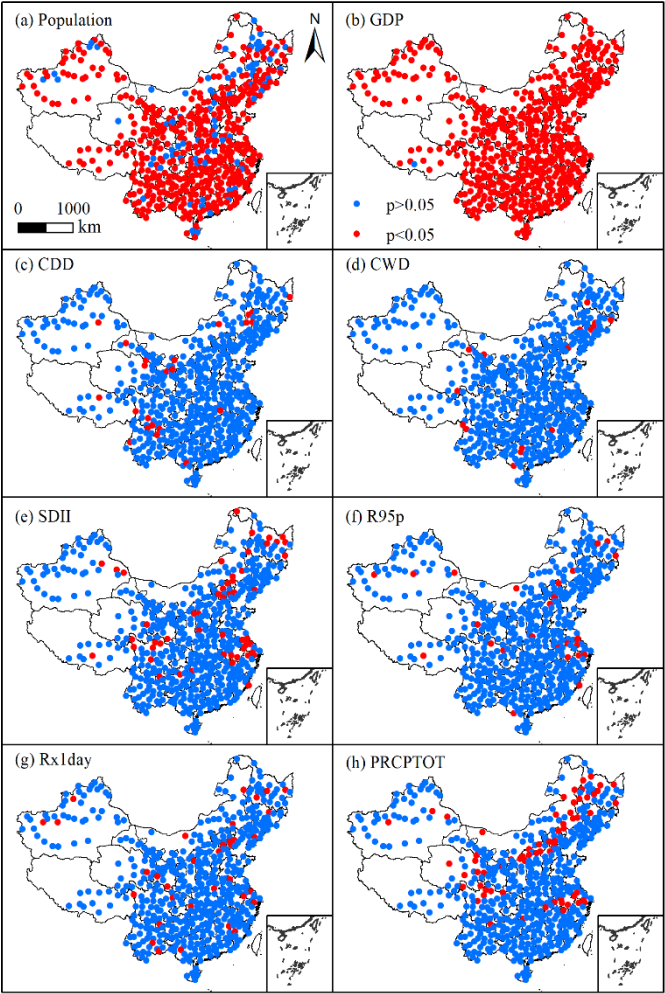 (a) Population
N
(b) GDP
0 1000
km
p>0.05
p<0.05
(c) CDD
(d) CWD
(e) SDII
(f) R95p
(g) Rx1day
(h) PRCPTOT